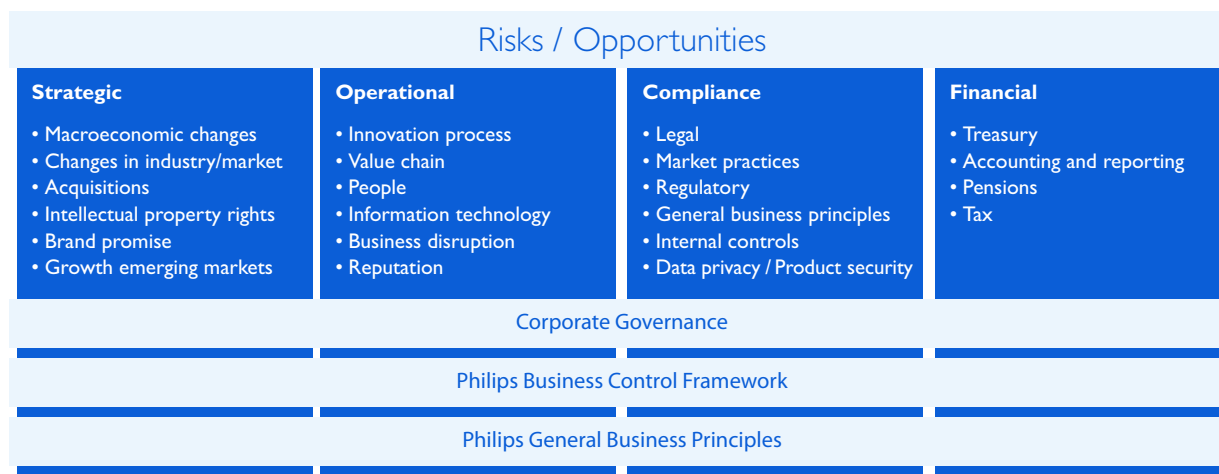 Risks / Opportunities
Strategic
• Macroeconomic changes
• Changes in industry/market
• Acquisitions
• Intellectual property rights
• Brand promise
• Growth emerging markets
Operational
• Innovation process
• Value chain
• People
• Information technology
• Business disruption
• Reputation
Compliance
• Legal
• Market practices
• Regulatory
• General business principles
• Internal controls
• Data privacy / Product security
Financial
• Treasury
• Accounting and reporting
• Pensions
• Tax
Corporate Governance
Philips Business Control Framework
Philips General Business Principles